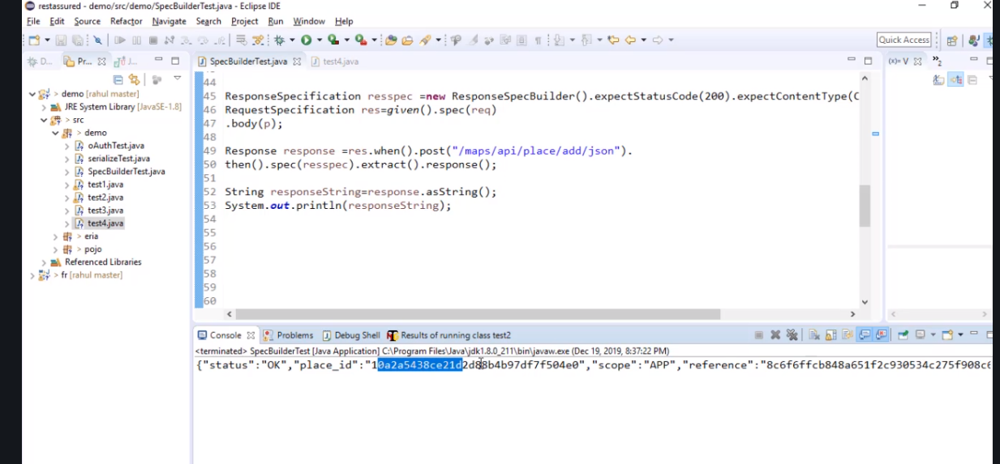 restassured - demo/src/demo/SpecBuilderTest.java - Eclipse IDE
File Edit Source Refactor Navigate Search Project Run Window Help
Quick Access
D... Pr... J...
SpecBuilderTest.java test4.java
(x)= V »2
> demo [rahul master]
JRE System Library [JavaSE-1.8]
> src
> demo
oAuthTest.java
serializeTest.java
SpecBuilderTest.java
test1.java
test2.java
test3.java
test4.java
> eria
> pojo
Referenced Libraries
> fr [rahul master]
44
45 ResponseSpecification resspec =new ResponseSpecBuilder().expectStatusCode(200).expectContentType(C
46 RequestSpecification res=given().spec(req)
47 .body(p);
48
49 Response response =res.when().post("/maps/api/place/add/json").
50 then().spec(resspec).extract().response();
51
52 String responseString=response.asString();
53 System.out.println(responseString);
54
55
56
57
58
59
60
Console Problems Debug Shell Results of running class test2
<terminated> SpecBuilderTest [Java Application] C:\Program Files\Java\jdk1.8.0_211\bin\javaw.exe (Dec 19, 2019, 8:37:22 PM)
{"status":"OK","place_id":"10a2a5438ce21d2d88b4b97df7f504e0","scope":"APP","reference":"8c6f6ffcb848a651f2c930534c275f908c6